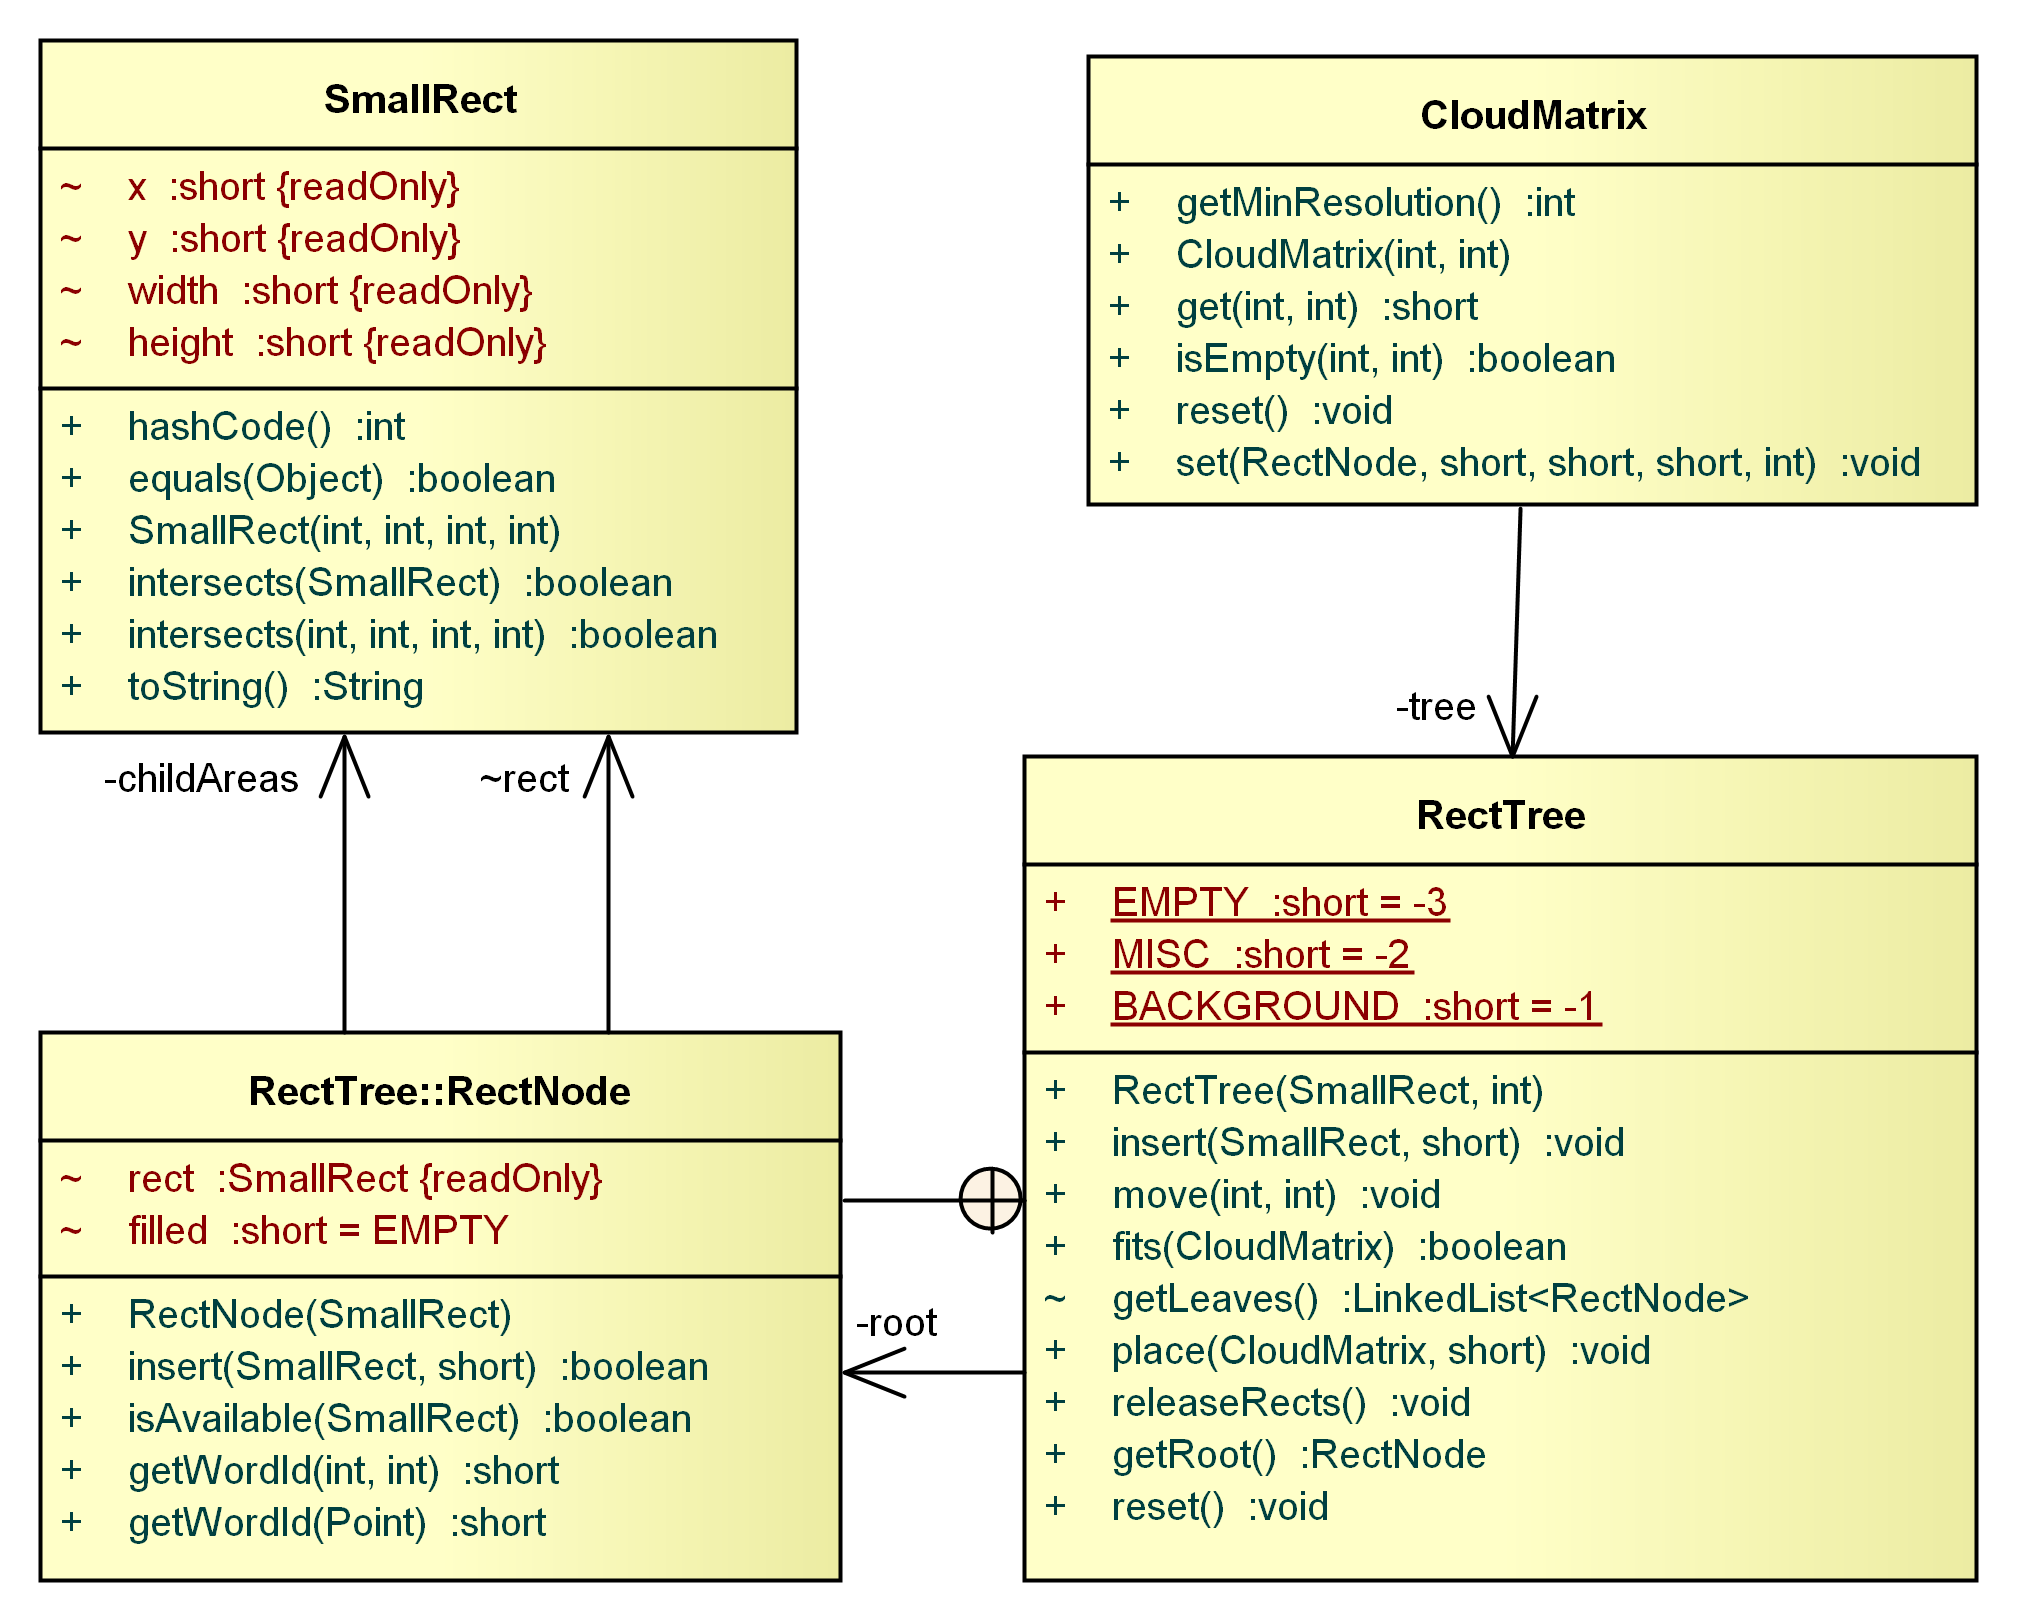 SmallRect
~ x :short {readOnly}
~ y :short {readOnly}
~ width :short {readOnly}
~ height :short {readOnly}
+ hashCode() :int
+ equals(Object) :boolean
+ SmallRect(int, int, int, int)
+ intersects(SmallRect) :boolean
+ intersects(int, int, int, int) :boolean
+ toString() :String
CloudMatrix
+ getMinResolution() :int
+ CloudMatrix(int, int)
+ get(int, int) :short
+ isEmpty(int, int) :boolean
+ reset() :void
+ set(RectNode, short, short, short, int) :void
-childAreas
~rect
-tree
RectTree::RectNode
~ rect :SmallRect {readOnly}
~ filled :short = EMPTY
+ RectNode(SmallRect)
+ insert(SmallRect, short) :boolean
+ isAvailable(SmallRect) :boolean
+ getWordId(int, int) :short
+ getWordId(Point) :short
-root
RectTree
+ EMPTY :short = -3
+ MISC :short = -2
+ BACKGROUND :short = -1
+ RectTree(SmallRect, int)
+ insert(SmallRect, short) :void
+ move(int, int) :void
+ fits(CloudMatrix) :boolean
~ getLeaves() :LinkedList<RectNode>
+ place(CloudMatrix, short) :void
+ releaseRects() :void
+ getRoot() :RectNode
+ reset() :void